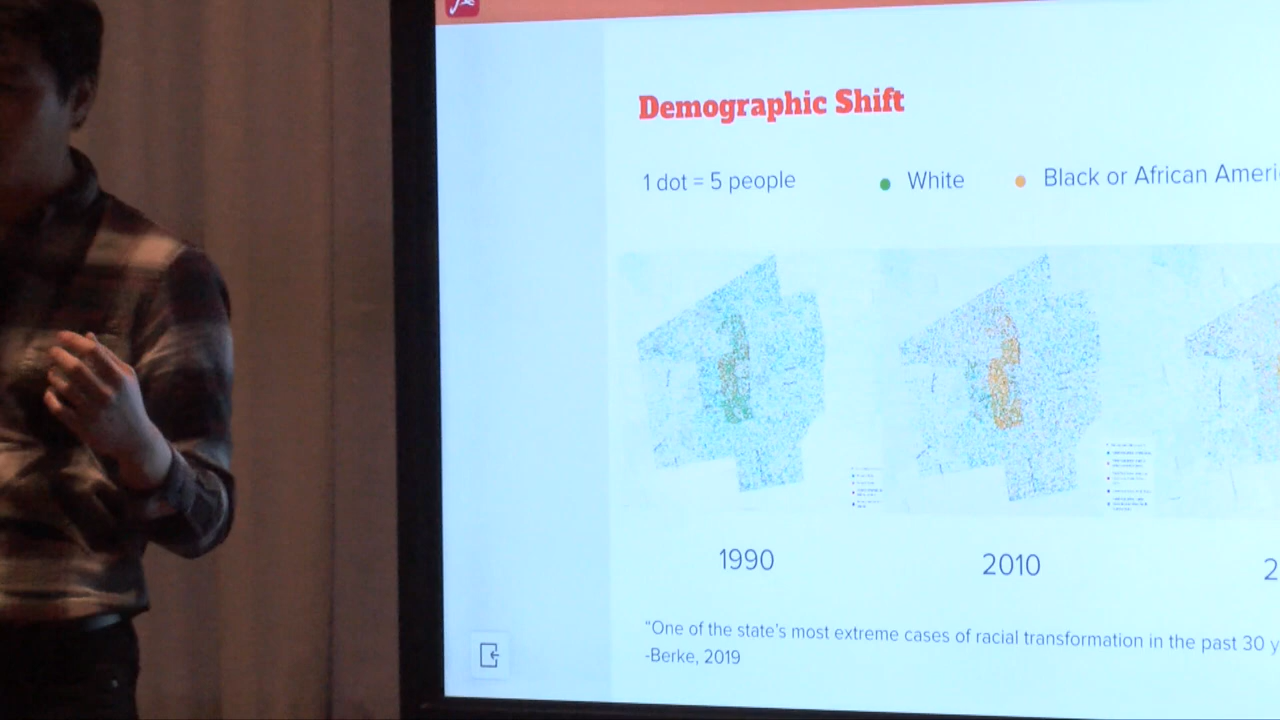 Demographic Shift
1 dot = 5 people
White
Black or African Ameri
1990
2010
2
"One of the state's most extreme cases of racial transformation in the past 30 y
-Berke, 2019